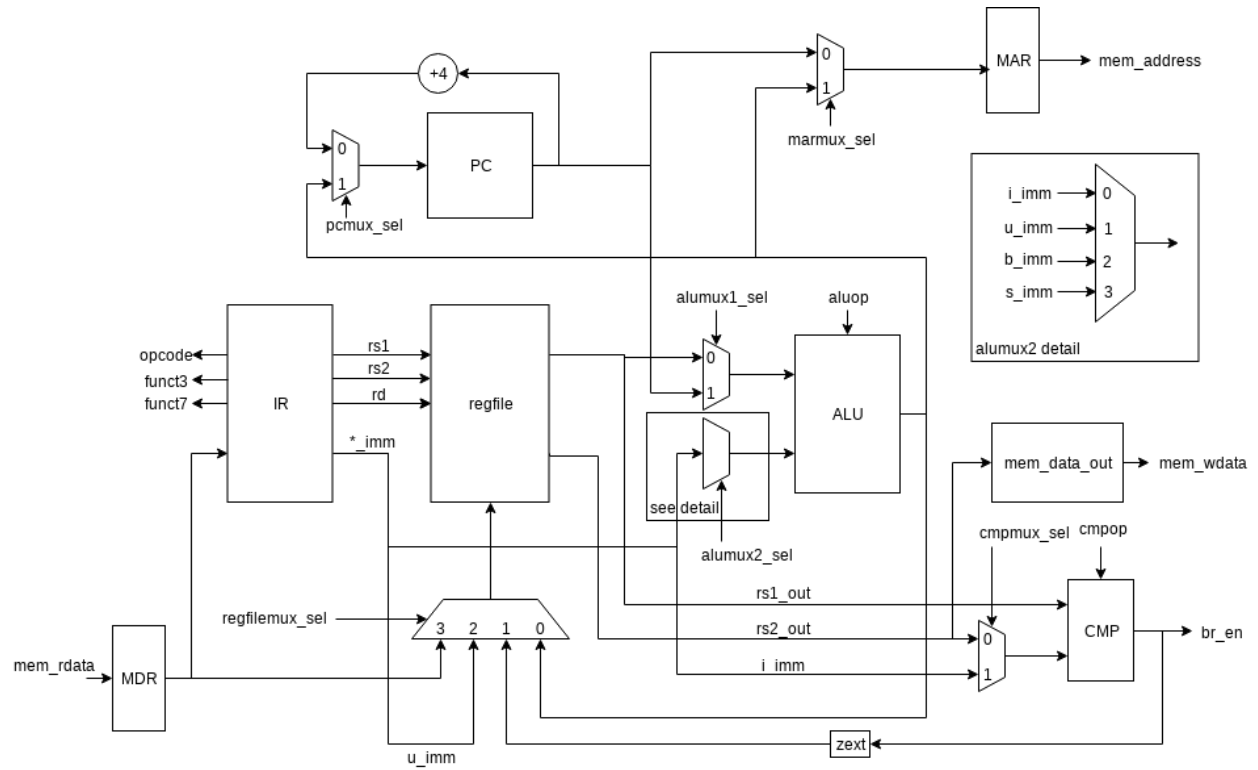 +4
0
1
PC
pcmux_sel
0
1
marmux_sel
MAR
mem_address
i_imm
0
u_imm
1
b_imm
2
s_imm
3
alumux2 detail
alumux1_sel
aluop
opcode
funct3
funct7
IR
rs1
rs2
rd
*_imm
regfile
0
1
see detail
alumux2_sel
ALU
mem_data_out
mem_wdata
cmpmux_sel
cmpop
rs1_out
rs2_out
i_imm
0
1
CMP
br_en
regfilemux_sel
3 2 1 0
mem_rdata
MDR
u_imm
zext